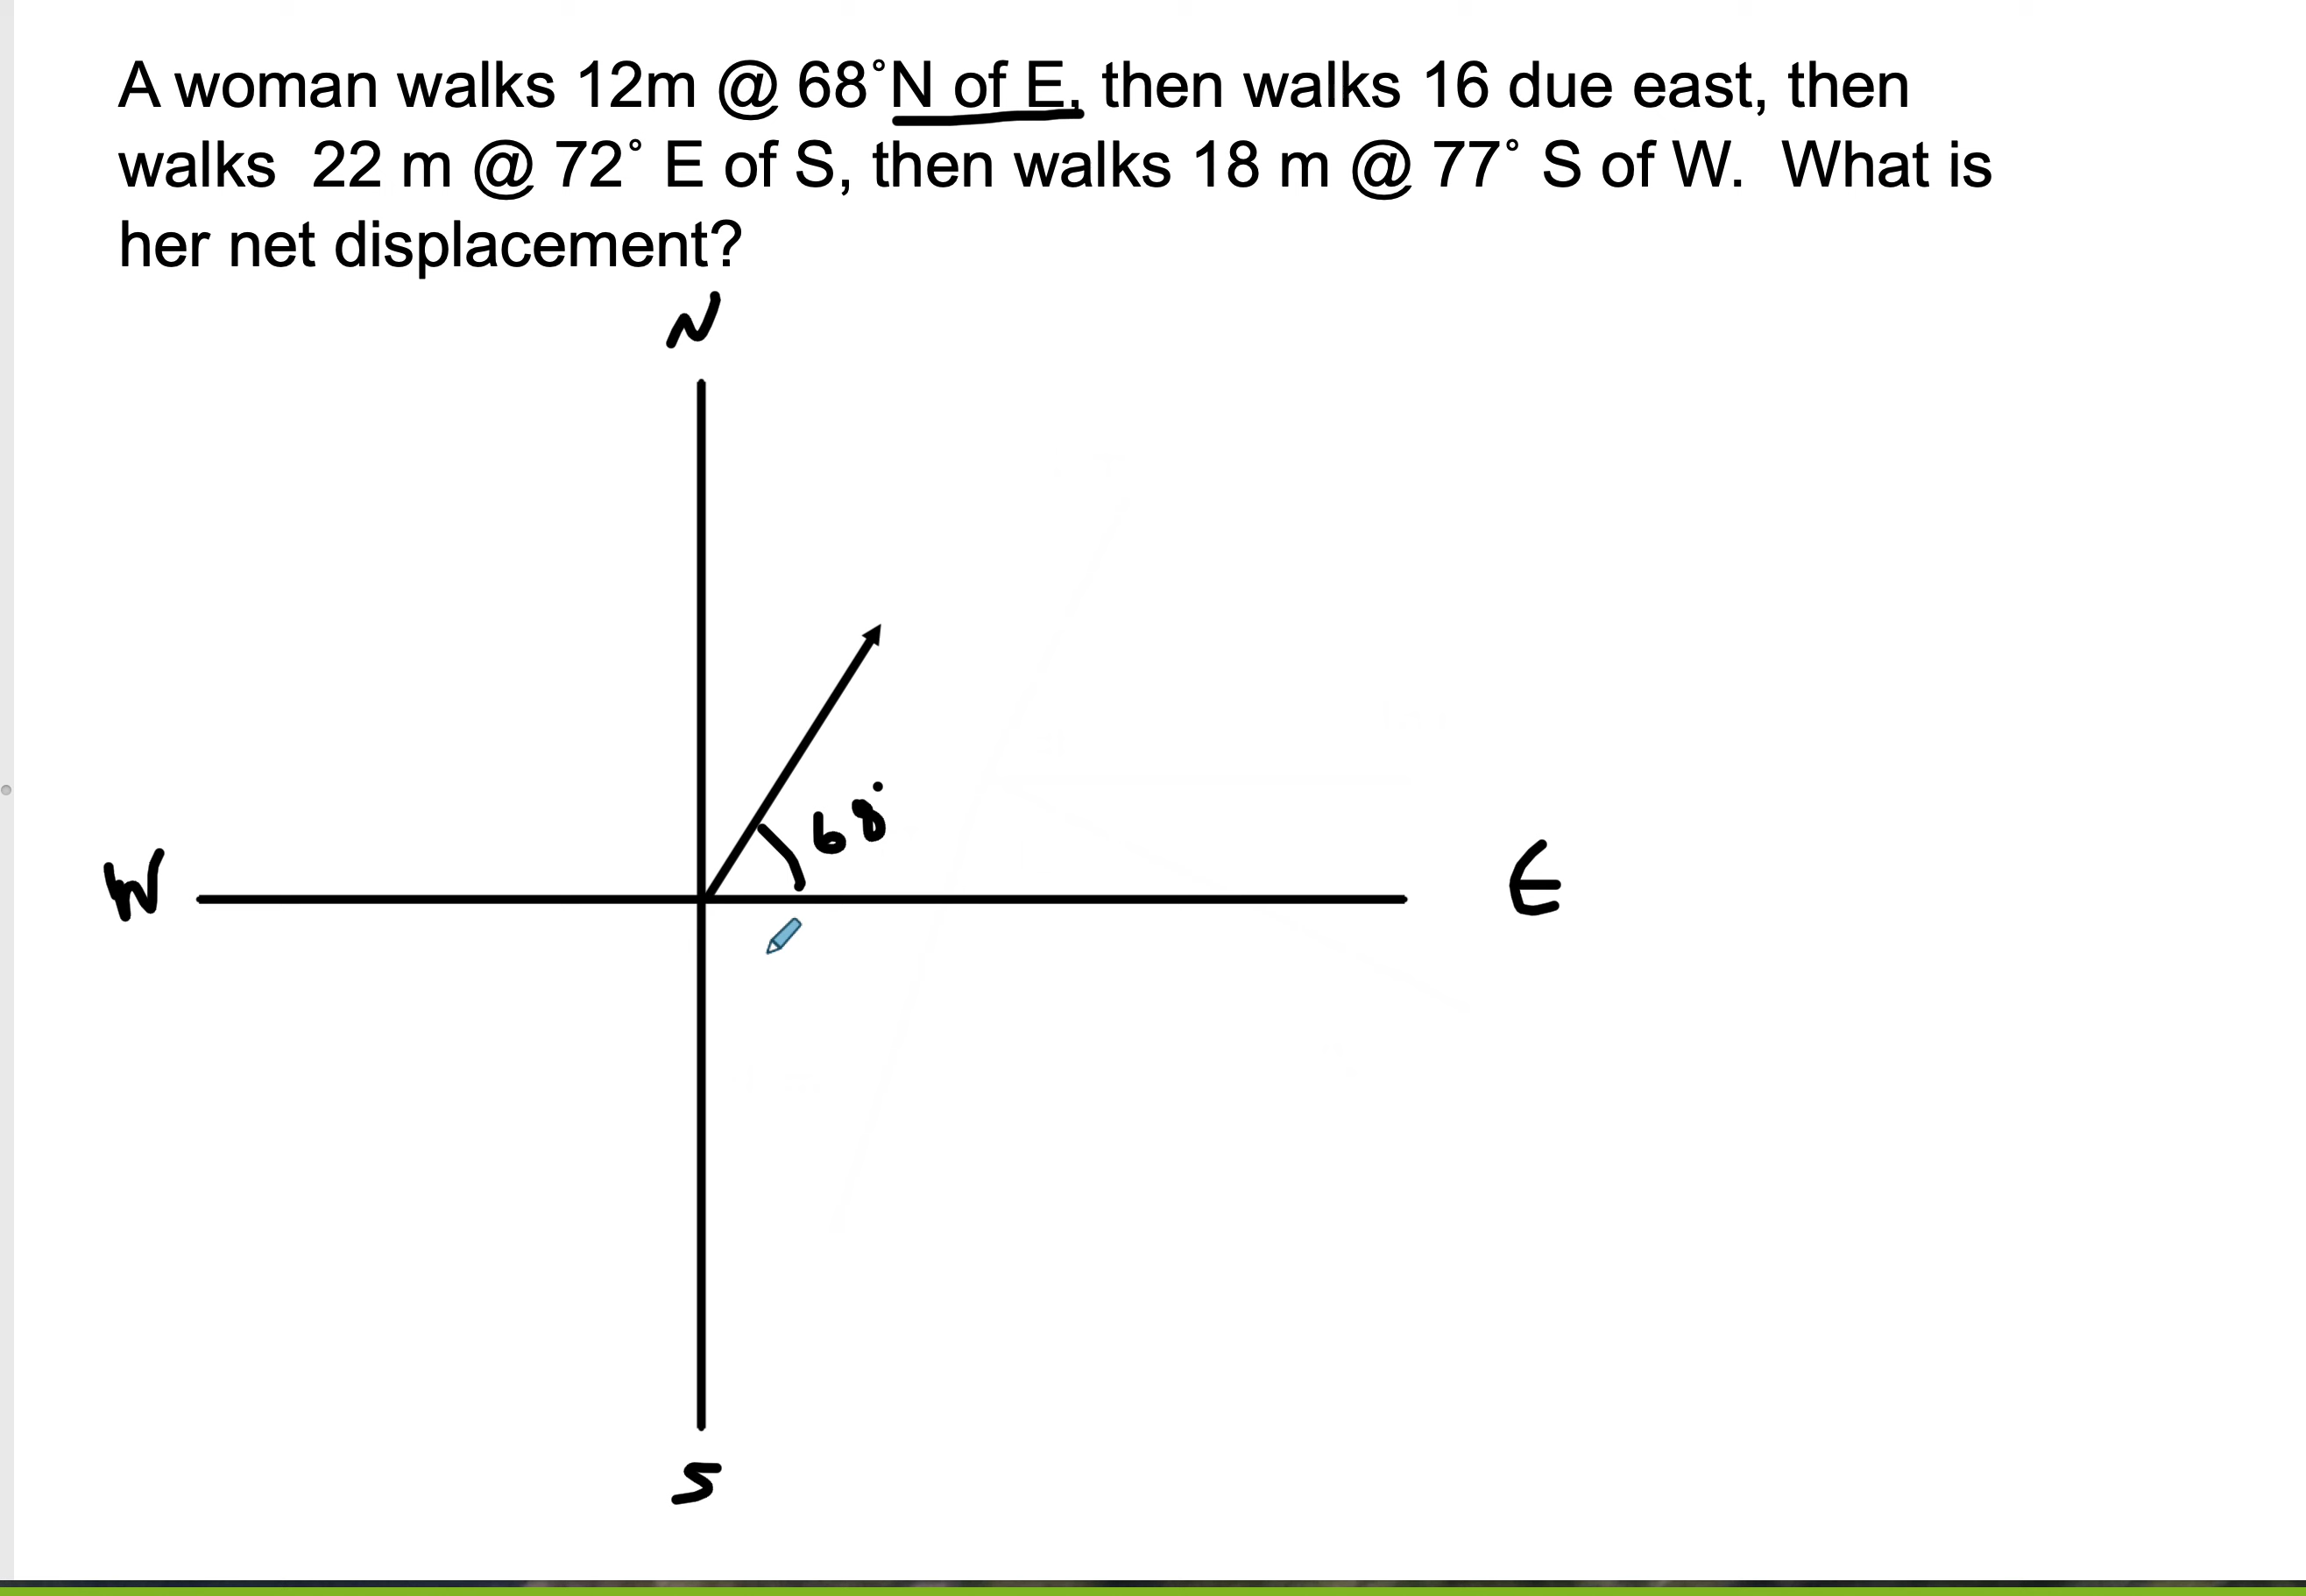 A woman walks 12m @ 68°N of E, then walks 16 due east, then
walks 22 m @ 72° E of S, then walks 18 m @ 77° S of W. What is
her net displacement?
N
68°
W
E
S